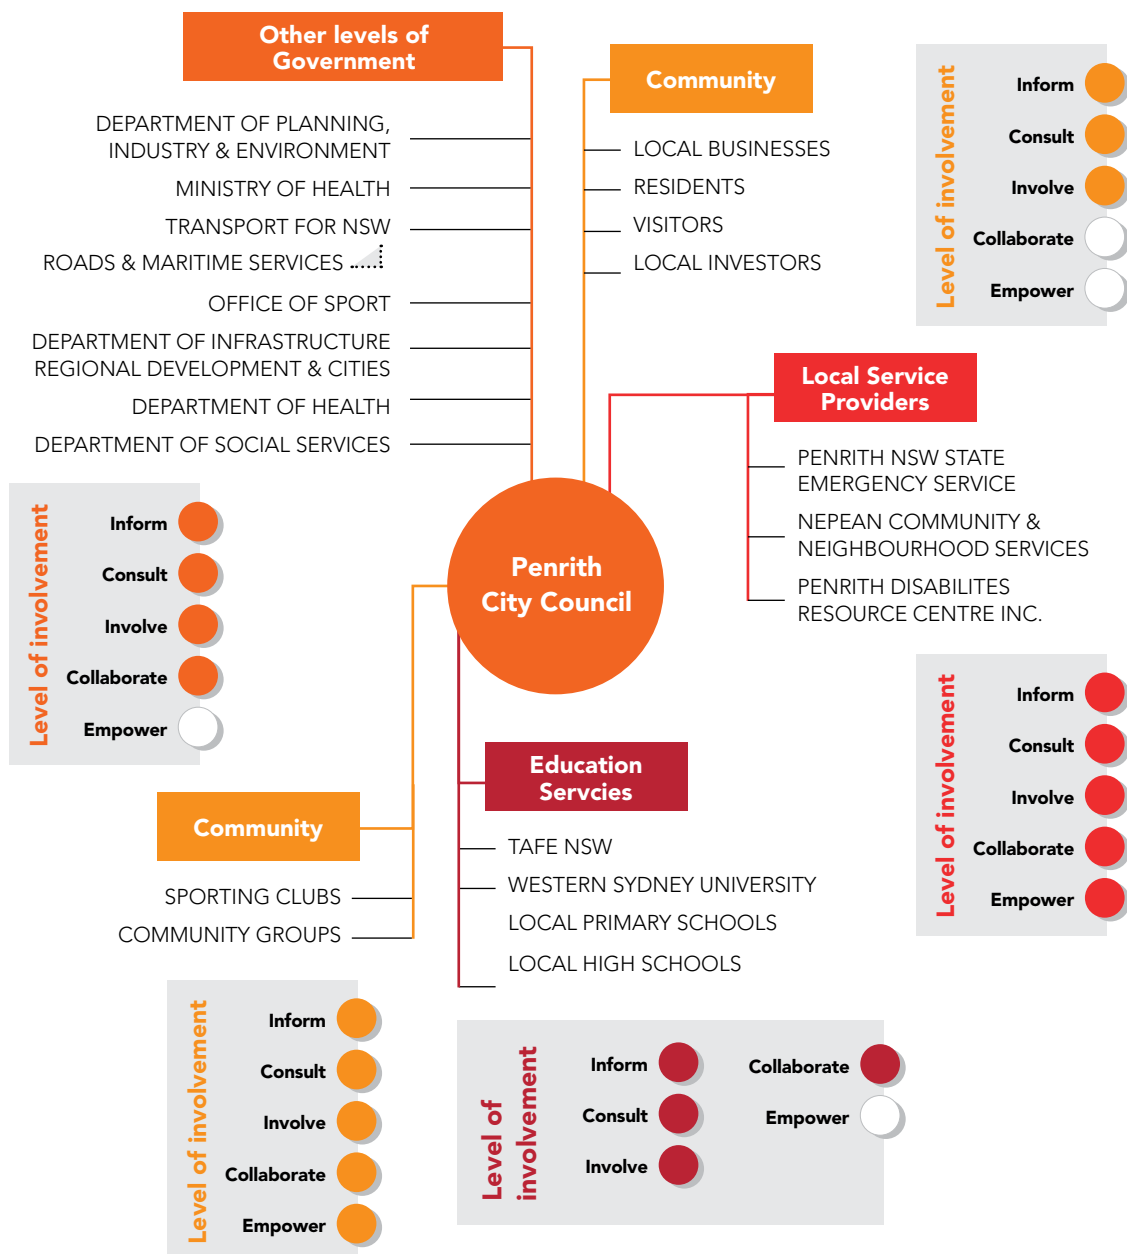 Other levels of
Government
DEPARTMENT OF PLANNING,
INDUSTRY & ENVIRONMENT
MINISTRY OF HEALTH
TRANSPORT FOR NSW
ROADS & MARITIME SERVICES
OFFICE OF SPORT
DEPARTMENT OF INFRASTRUCTURE
REGIONAL DEVELOPMENT & CITIES
DEPARTMENT OF HEALTH
DEPARTMENT OF SOCIAL SERVICES
Level of involvement
Inform
Consult
Involve
Collaborate
Empower
Community
LOCAL BUSINESSES
RESIDENTS
VISITORS
LOCAL INVESTORS
Level of involvement
Inform
Consult
Involve
Collaborate
Empower
Local Service
Providers
PENRITH NSW STATE
EMERGENCY SERVICE
NEPEAN COMMUNITY &
NEIGHBOURHOOD SERVICES
PENRITH DISABILITES
RESOURCE CENTRE INC.
Level of involvement
Inform
Consult
Involve
Collaborate
Empower
Penrith
City Council
Community
SPORTING CLUBS
COMMUNITY GROUPS
Level of involvement
Inform
Consult
Involve
Collaborate
Empower
Education
Servcies
TAFE NSW
WESTERN SYDNEY UNIVERSITY
LOCAL PRIMARY SCHOOLS
LOCAL HIGH SCHOOLS
Level of
involvement
Inform
Consult
Involve
Collaborate
Empower